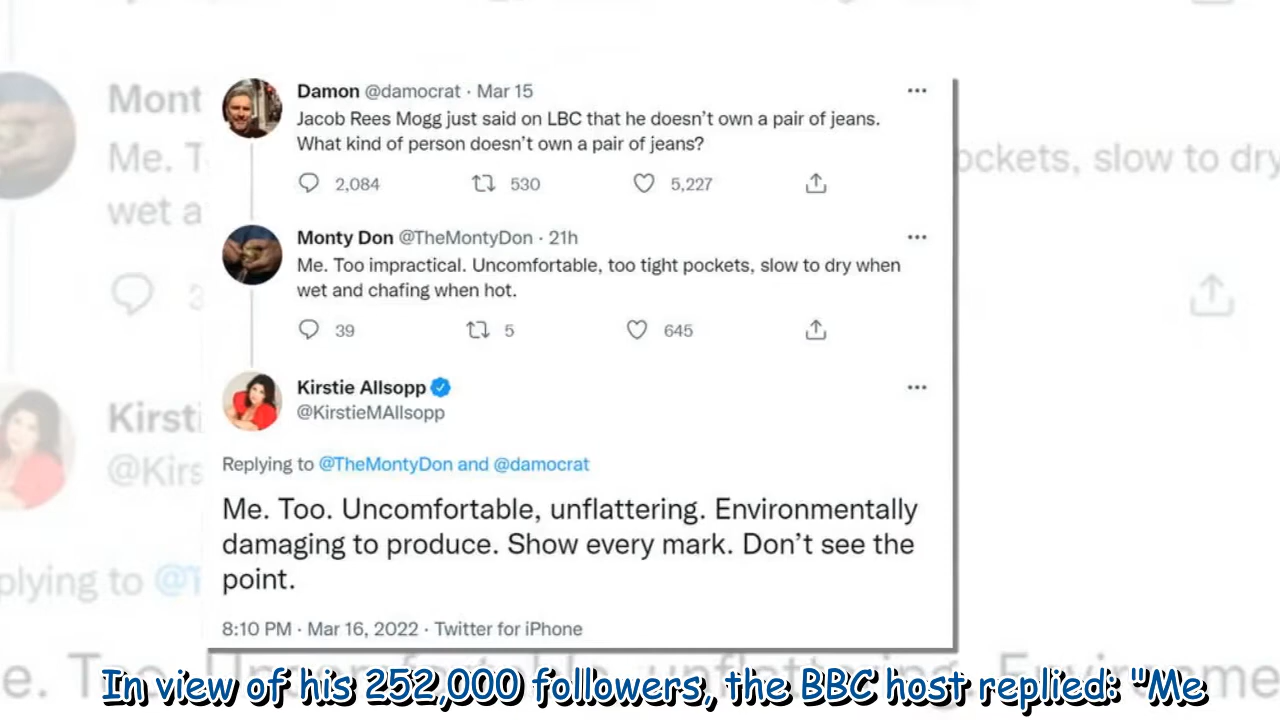 Damon @damocrat · Mar 15
Jacob Rees Mogg just said on LBC that he doesn't own a pair of jeans.
What kind of person doesn't own a pair of jeans?
2,084 530 5,227
Monty Don @TheMontyDon · 21h
Me. Too impractical. Uncomfortable, too tight pockets, slow to dry when
wet and chafing when hot.
39 5 645
Kirstie Allsopp
@KirstieMAllsopp
Replying to @TheMontyDon and @damocrat
Me. Too. Uncomfortable, unflattering. Environmentally
damaging to produce. Show every mark. Don't see the
point.
8:10 PM · Mar 16, 2022 · Twitter for iPhone
In view of his 252,000 followers, the BBC host replied: "Me